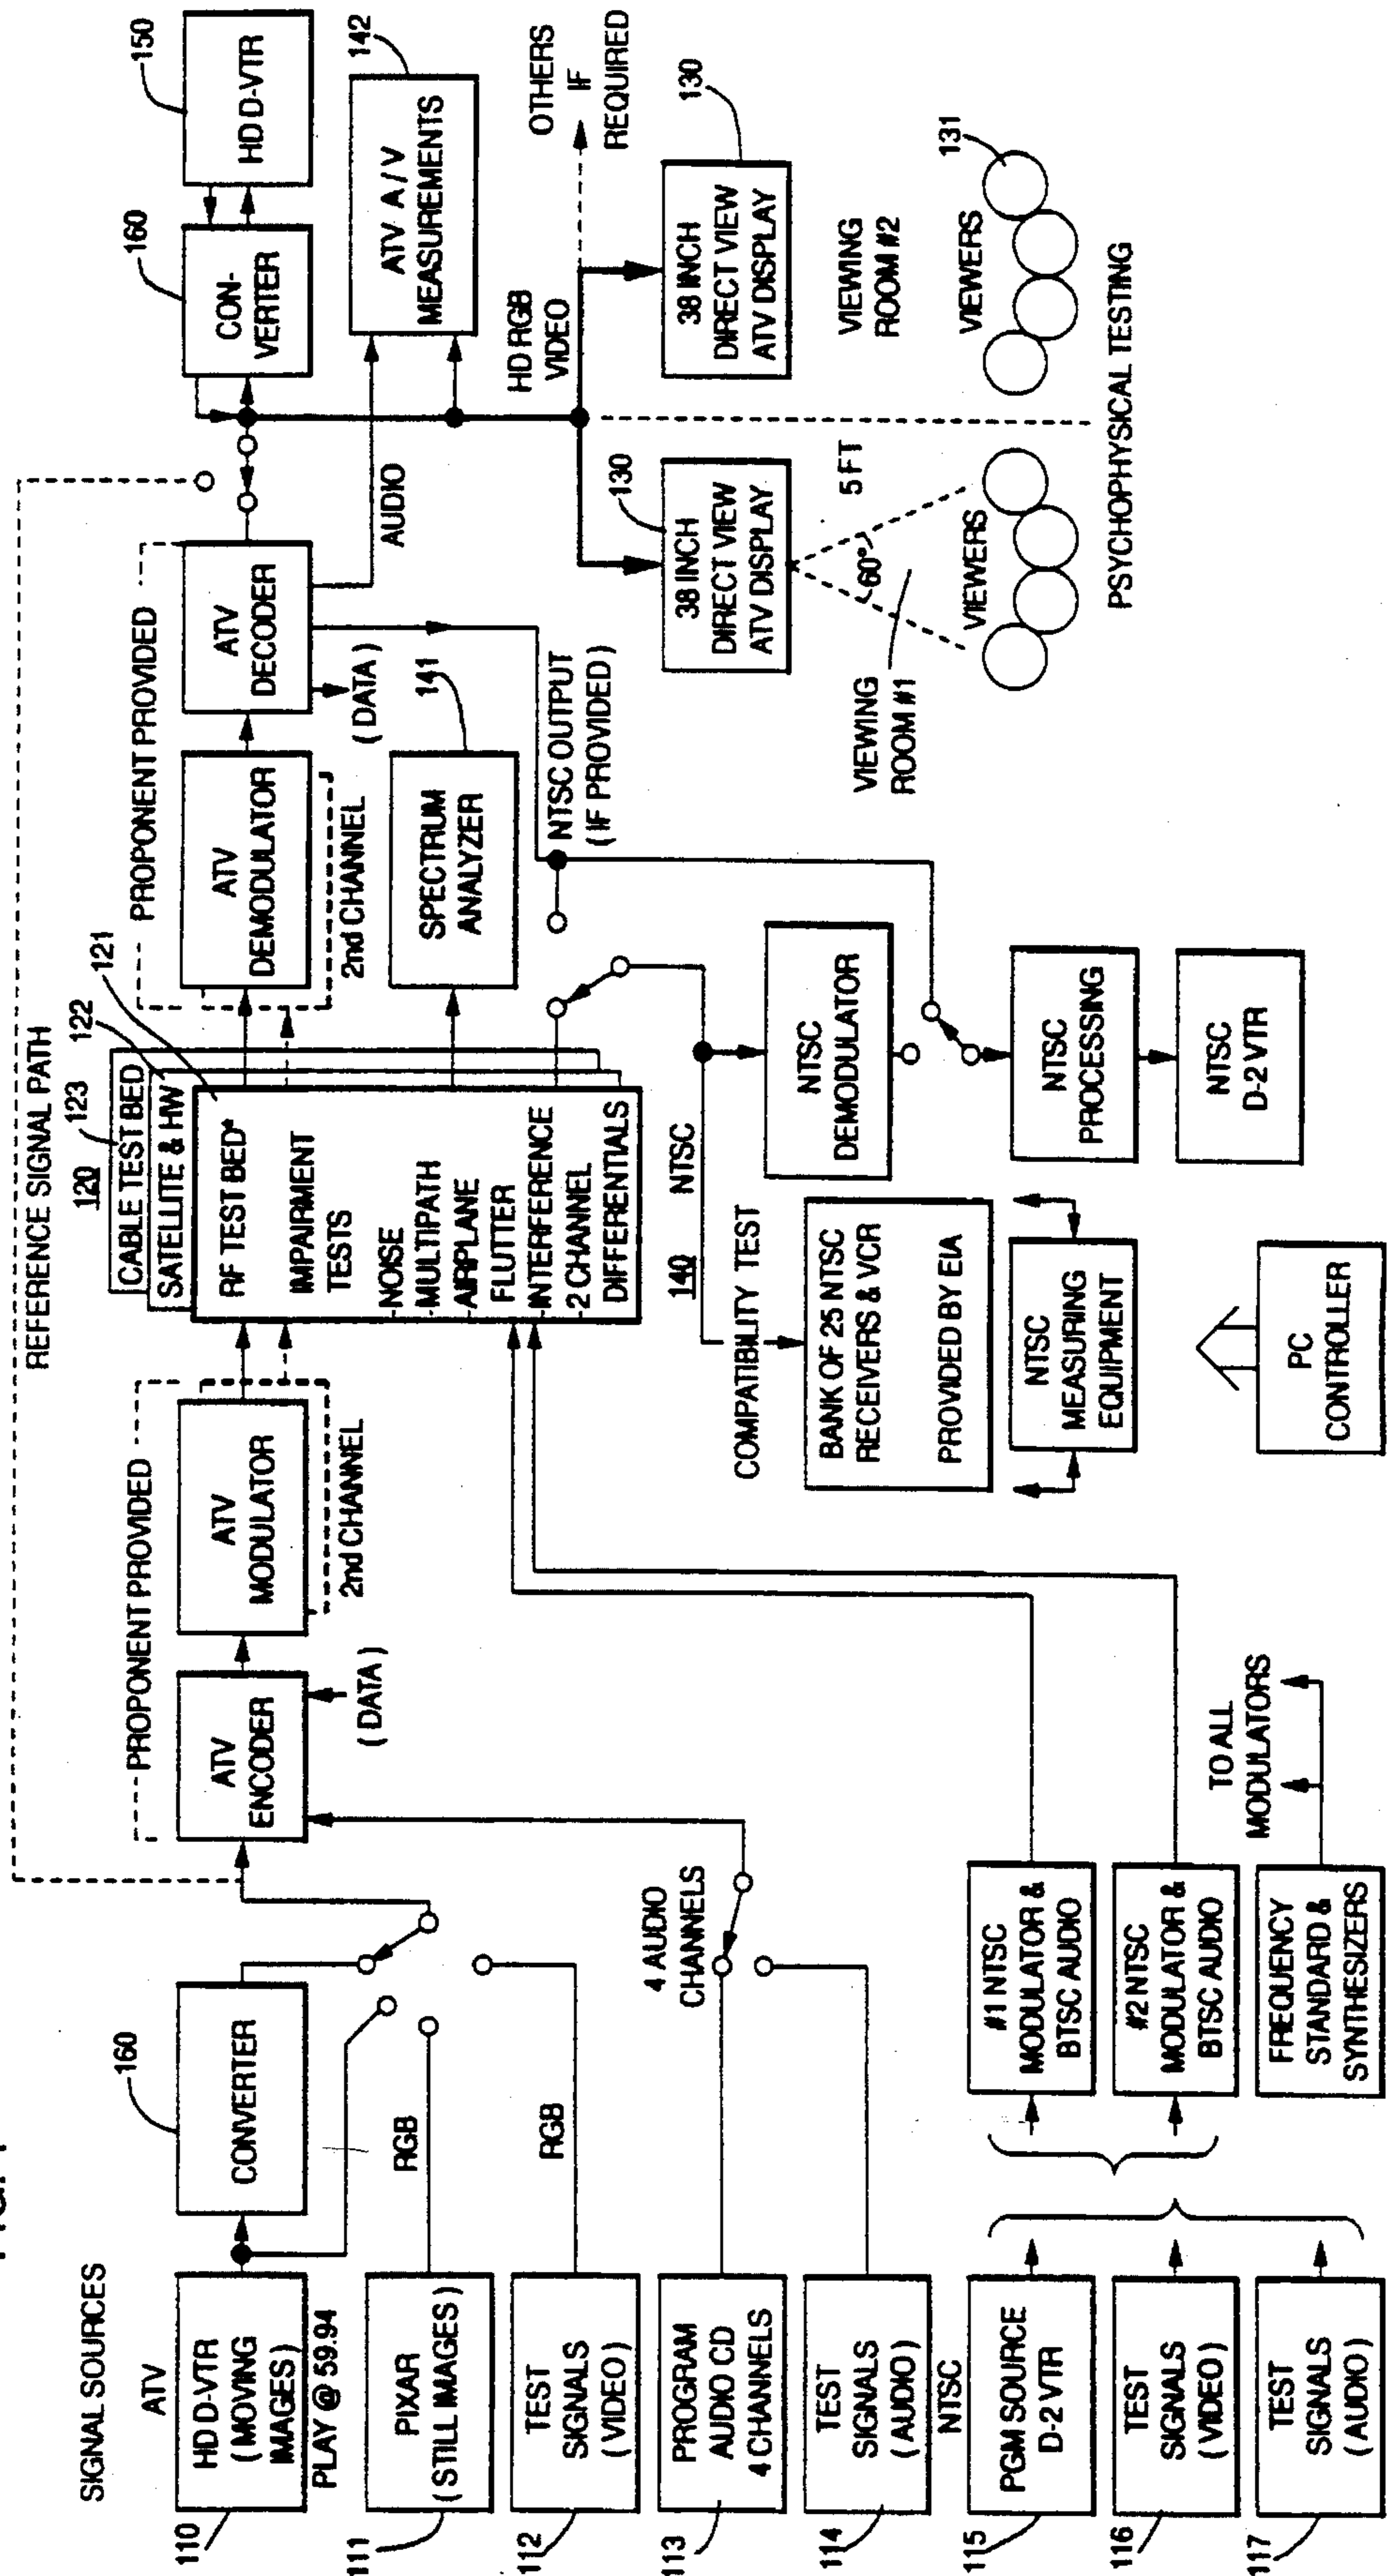 SIGNAL SOURCES
ATV
HD D-VTR
(MOVING
IMAGES)
PLAY @ 59.94
110
PIXAR
(STILL IMAGES)
111
TEST
SIGNALS
(VIDEO)
112
PROGRAM
AUDIO CD
4 CHANNELS
113
TEST
SIGNALS
(AUDIO)
114
NTSC
PGM SOURCE
D-2 VTR
115
TEST
SIGNALS
(VIDEO)
116
TEST
SIGNALS
(AUDIO)
117
160
CONVERTER
RGB
RGB
4 AUDIO
CHANNELS
#1 NTSC
MODULATOR &
BTSC AUDIO
#2 NTSC
MODULATOR &
BTSC AUDIO
FREQUENCY
STANDARD &
SYNTHESIZERS
TO ALL
MODULATORS
REFERENCE SIGNAL PATH
PROPONENT PROVIDED
ATV
ENCODER
(DATA)
ATV
MODULATOR
2nd CHANNEL
120
123
122
121
CABLE TEST BED
SATELLITE & HW
RF TEST BED*
IMPAIRMENT
TESTS
-NOISE
-MULTIPATH
-AIRPLANE
FLUTTER
-INTERFERENCE
-2 CHANNEL
DIFFERENTIALS
COMPATIBILITY TEST
140
NTSC
BANK OF 25 NTSC
RECEIVERS & VCR
PROVIDED BY EIA
NTSC
MEASURING
EQUIPMENT
PC
CONTROLLER
NTSC
DEMODULATOR
NTSC
PROCESSING
NTSC
D-2 VTR
PROPONENT PROVIDED
ATV
DEMODULATOR
2nd CHANNEL
ATV
DECODER
(DATA)
AUDIO
SPECTRUM
ANALYZER
141
NTSC OUTPUT
(IF PROVIDED)
160
CON-
VERTER
150
HD D-VTR
142
ATV A / V
MEASUREMENTS
HD RGB
VIDEO
OTHERS
IF
REQUIRED
130
38 INCH
DIRECT VIEW
ATV DISPLAY
60°
5 FT
VIEWING
ROOM #1
VIEWERS
130
38 INCH
DIRECT VIEW
ATV DISPLAY
VIEWING
ROOM #2
VIEWERS
131
PSYCHOPHYSICAL TESTING